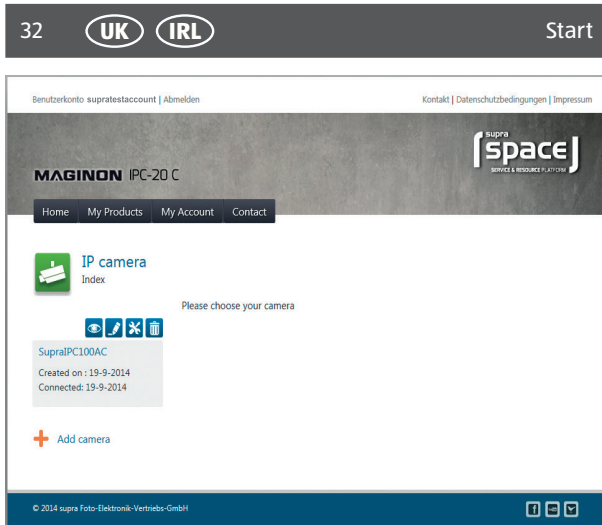 32 UK IRL Start
Benutzerkonto supratestaccount | Abmelden Kontakt | Datenschutzbedingungen | Impressum
supra
space
SERVICE & RESOURCE PLATFORM
MAGINON IPC-20 C
Home My Products My Account Contact
IP camera
Index
Please choose your camera
SupraIPC100AC
Created on : 19-9-2014
Connected: 19-9-2014
Add camera
© 2014 supra Foto-Elektronik-Vertriebs-GmbH